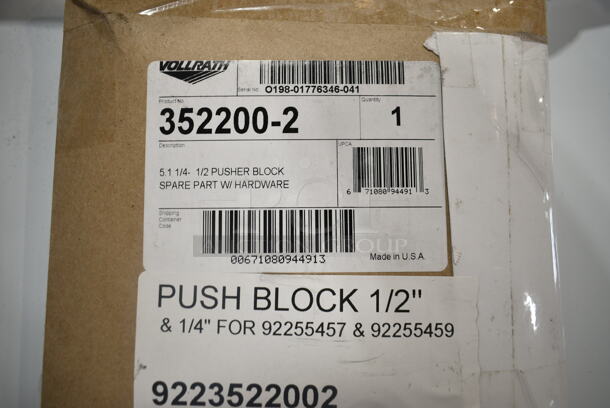 VOLLRATH
Serial No. O198-01776346-041
Product No. Quantity
352200-2 1
Description UPCA
5.1 1/4- 1/2 PUSHER BLOCK
SPARE PART W/ HARDWARE
6 71080 94491 3
Shipping
Container
Code
00671080944913
Made in U.S.A.
PUSH BLOCK 1/2"
& 1/4" FOR 92255457 & 92255459
9223522002